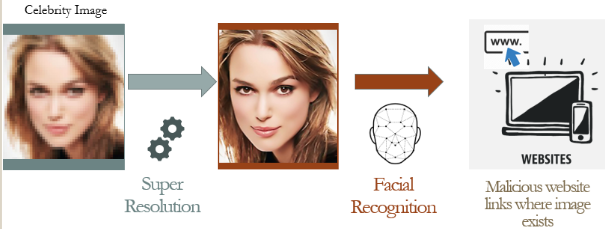 Celebrity Image
www.
WEBSITES
Super
Resolution
Facial
Recognition
Malicious website
links where image
exists